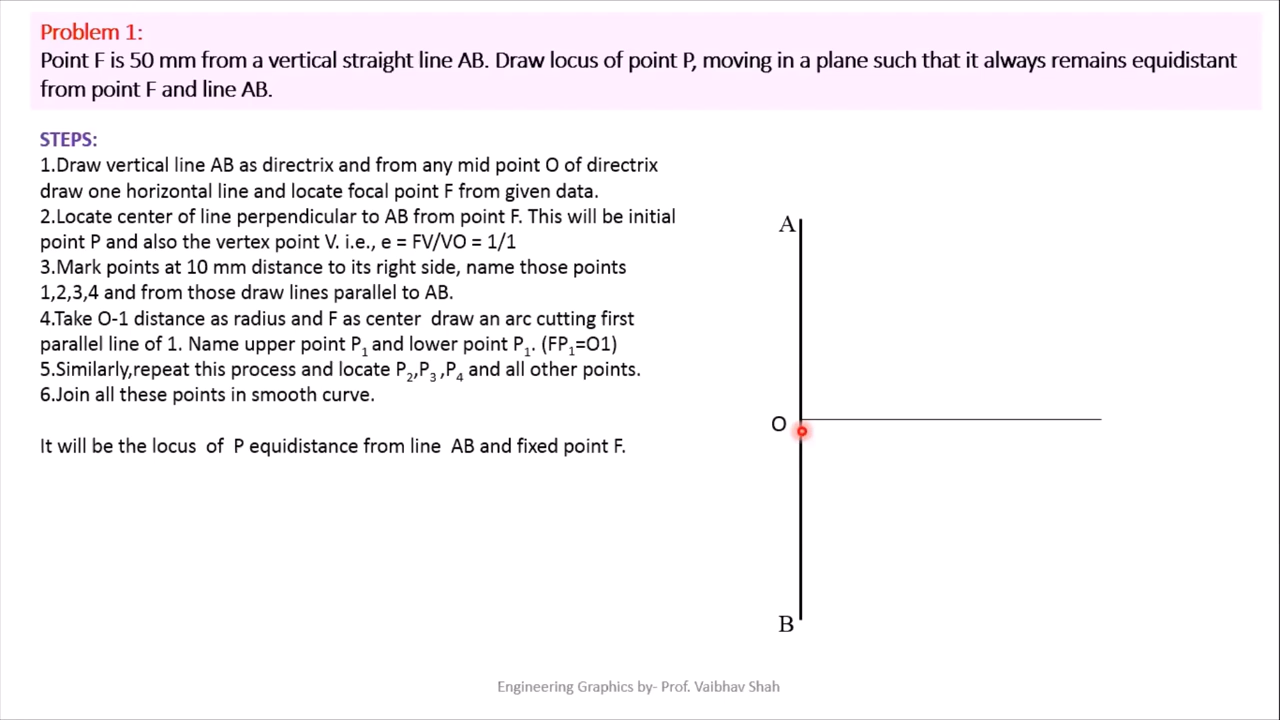 Problem 1:
Point F is 50 mm from a vertical straight line AB. Draw locus of point P, moving in a plane such that it always remains equidistant
from point F and line AB.
STEPS:
1.Draw vertical line AB as directrix and from any mid point O of directrix
draw one horizontal line and locate focal point F from given data.
2.Locate center of line perpendicular to AB from point F. This will be initial
point P and also the vertex point V. i.e., e = FV/VO = 1/1
3.Mark points at 10 mm distance to its right side, name those points
1,2,3,4 and from those draw lines parallel to AB.
4.Take O-1 distance as radius and F as center draw an arc cutting first
parallel line of 1. Name upper point P₁ and lower point P₁. (FP₁=O1)
5.Similarly,repeat this process and locate P₂,P₃ ,P₄ and all other points.
6.Join all these points in smooth curve.
It will be the locus of P equidistance from line AB and fixed point F.
A
O
B
Engineering Graphics by- Prof. Vaibhav Shah